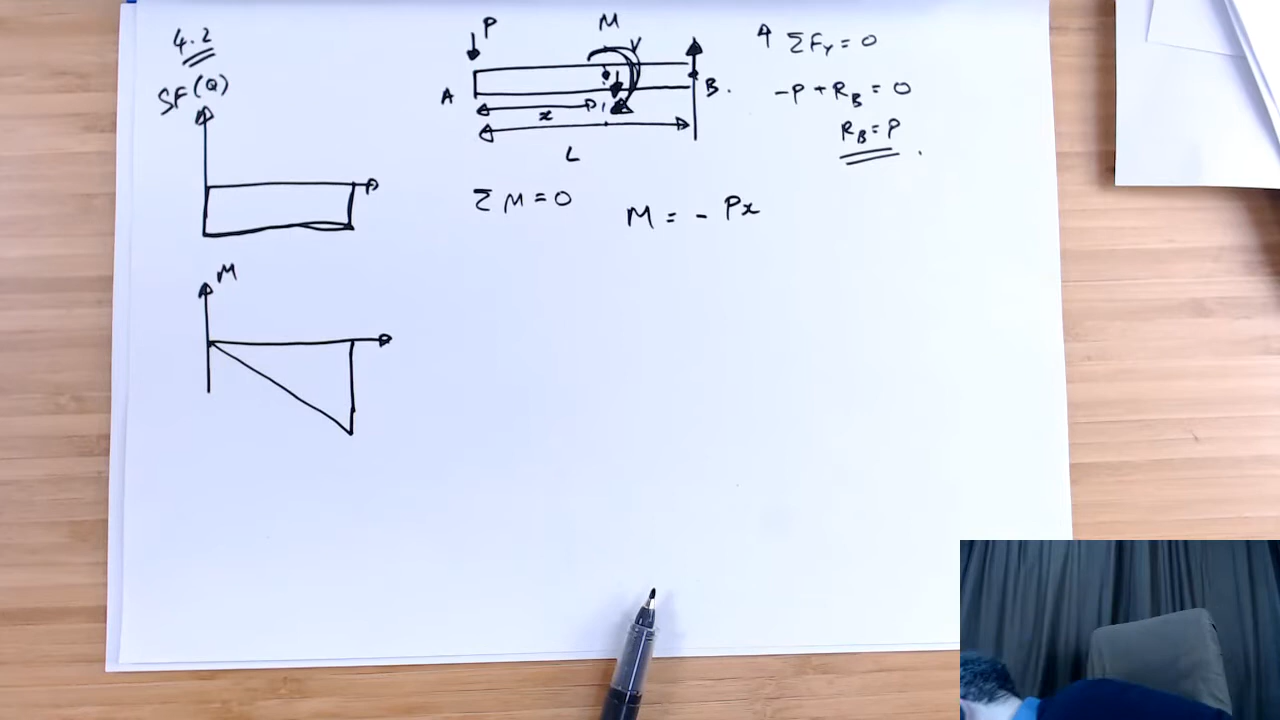 4.2
SF(Q)
P
M
V
A
B.
x
L
↑ ΣFy = 0
-P + RB = 0
RB = P
ΣM = 0
M = - Px
M